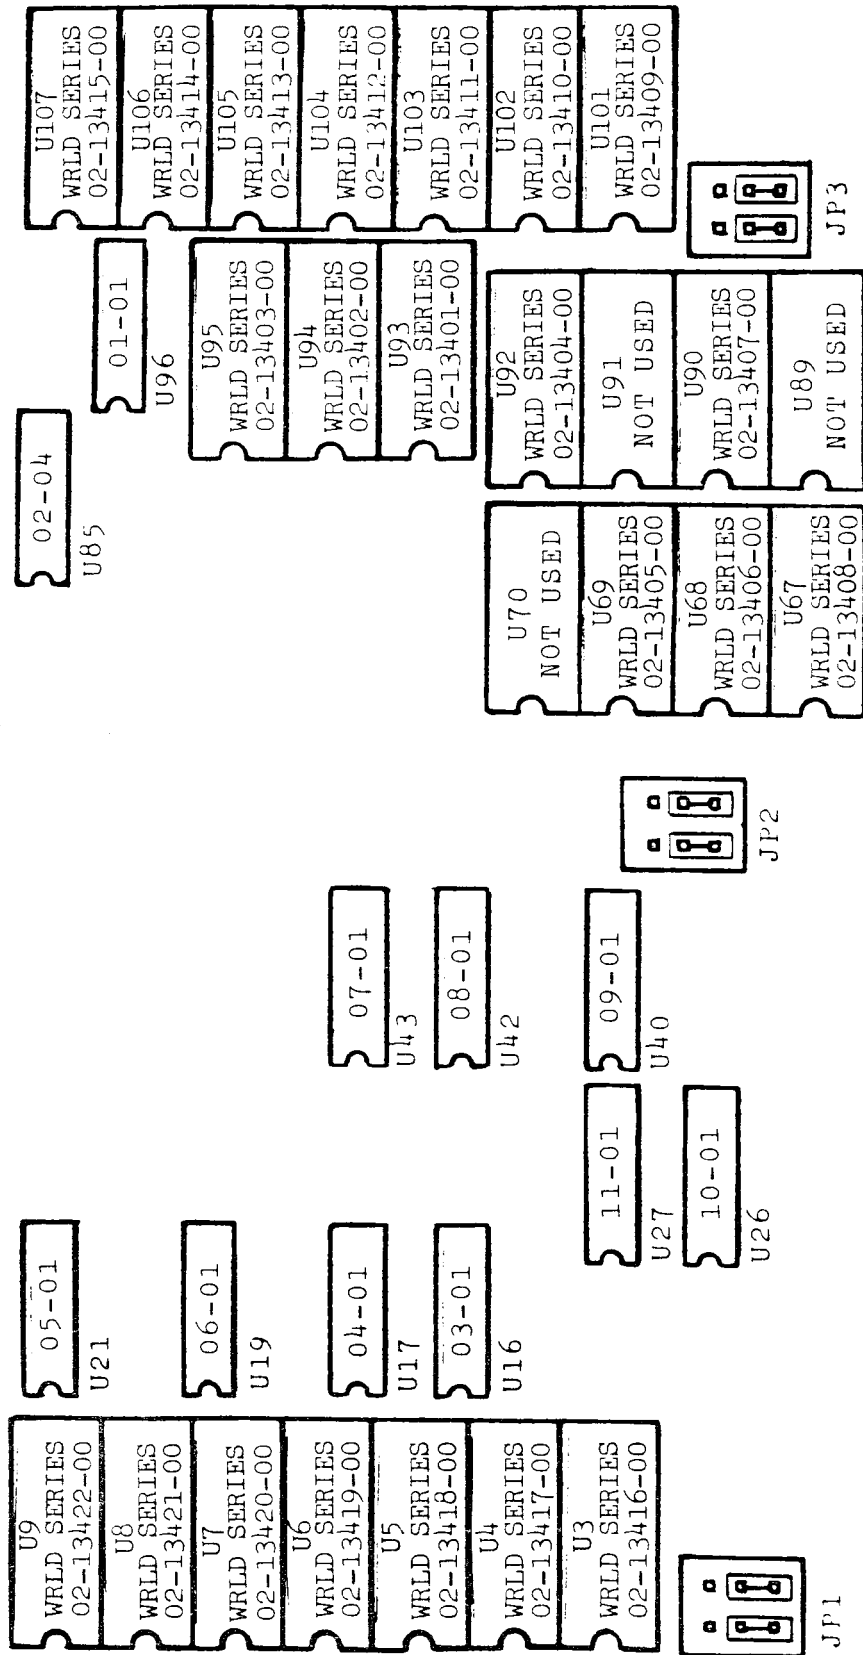 U107
WRLD SERIES
02-13415-00
U106
WRLD SERIES
02-13414-00
U105
WRLD SERIES
02-13413-00
U104
WRLD SERIES
02-13412-00
U103
WRLD SERIES
02-13411-00
U102
WRLD SERIES
02-13410-00
U101
WRLD SERIES
02-13409-00
JP3
01-01
U96
U95
WRLD SERIES
02-13403-00
U94
WRLD SERIES
02-13402-00
U93
WRLD SERIES
02-13401-00
U92
WRLD SERIES
02-13404-00
U91
NOT USED
U90
WRLD SERIES
02-13407-00
U89
NOT USED
02-04
U85
U70
NOT USED
U69
WRLD SERIES
02-13405-00
U68
WRLD SERIES
02-13406-00
U67
WRLD SERIES
02-13408-00
JP2
07-01
U43
08-01
U42
09-01
U40
11-01
U27
10-01
U26
05-01
U21
06-01
U19
04-01
U17
03-01
U16
U9
WRLD SERIES
02-13422-00
U8
WRLD SERIES
02-13421-00
U7
WRLD SERIES
02-13420-00
U6
WRLD SERIES
02-13419-00
U5
WRLD SERIES
02-13418-00
U4
WRLD SERIES
02-13417-00
U3
WRLD SERIES
02-13416-00
JP1